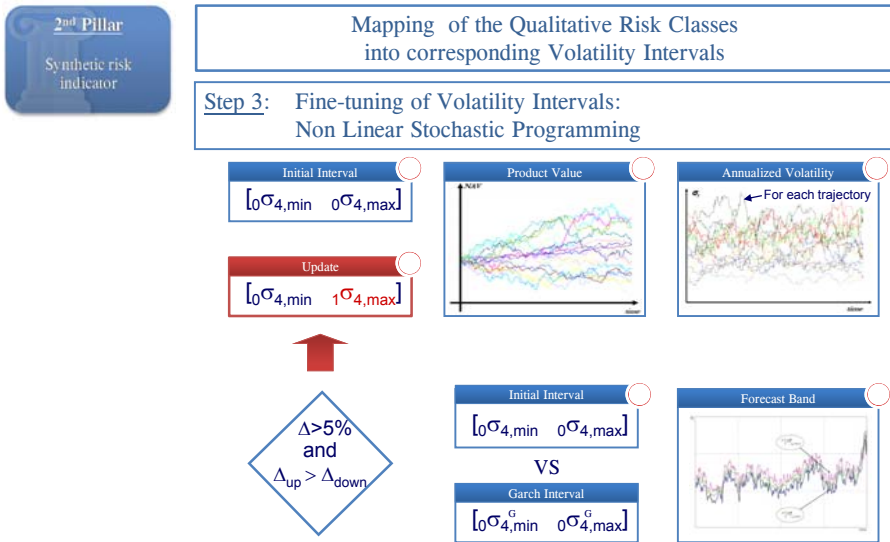 2nd Pillar
Synthetic risk
indicator
Mapping of the Qualitative Risk Classes
into corresponding Volatility Intervals
Step 3: Fine-tuning of Volatility Intervals:
Non Linear Stochastic Programming
Initial Interval
[0σ4,min 0σ4,max]
Product Value
NAV
time
Annualized Volatility
σt
For each trajectory
time
Update
[0σ4,min 1σ4,max]
Δ>5%
and
Δup > Δdown
Initial Interval
[0σ4,min 0σ4,max]
VS
Garch Interval
[0σG4,min 0σG4,max]
Forecast Band